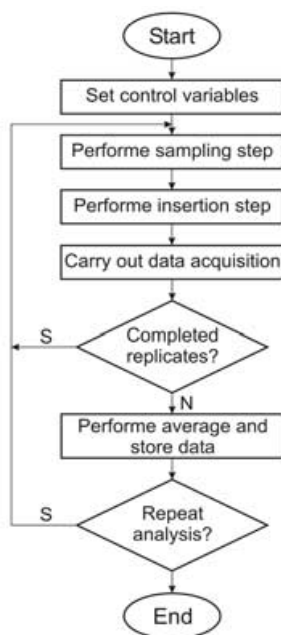 Start
Set control variables
Performe sampling step
Performe insertion step
Carry out data acquisition
S
Completed
replicates?
N
Performe average and
store data
S
Repeat
analysis?
End